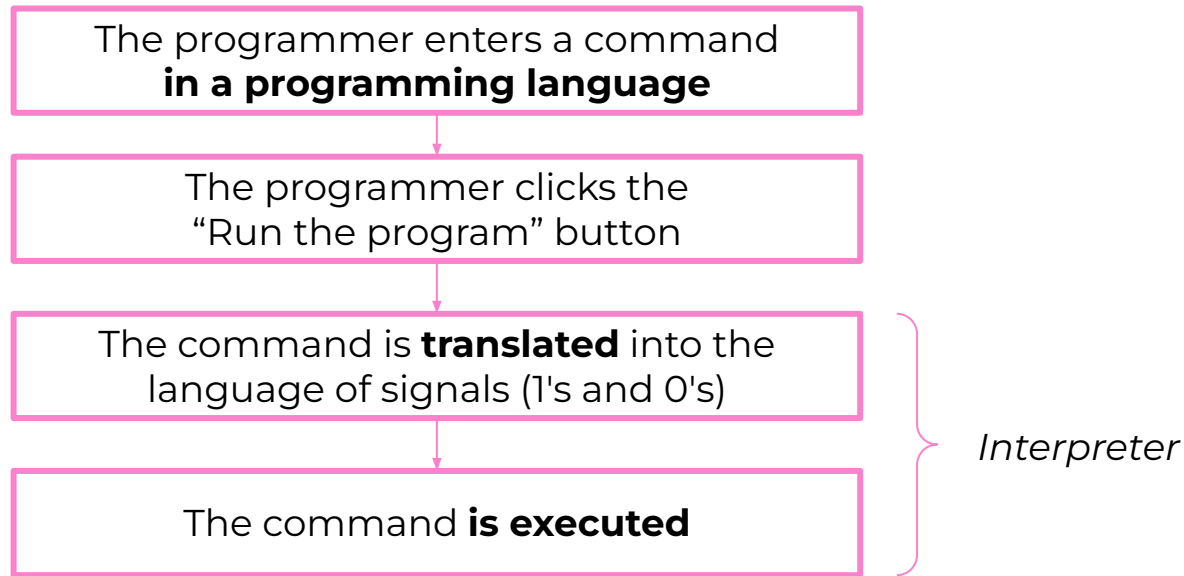 The programmer enters a command
in a programming language
The programmer clicks the
“Run the program” button
The command is translated into the
language of signals (1's and 0's)
Interpreter
The command is executed